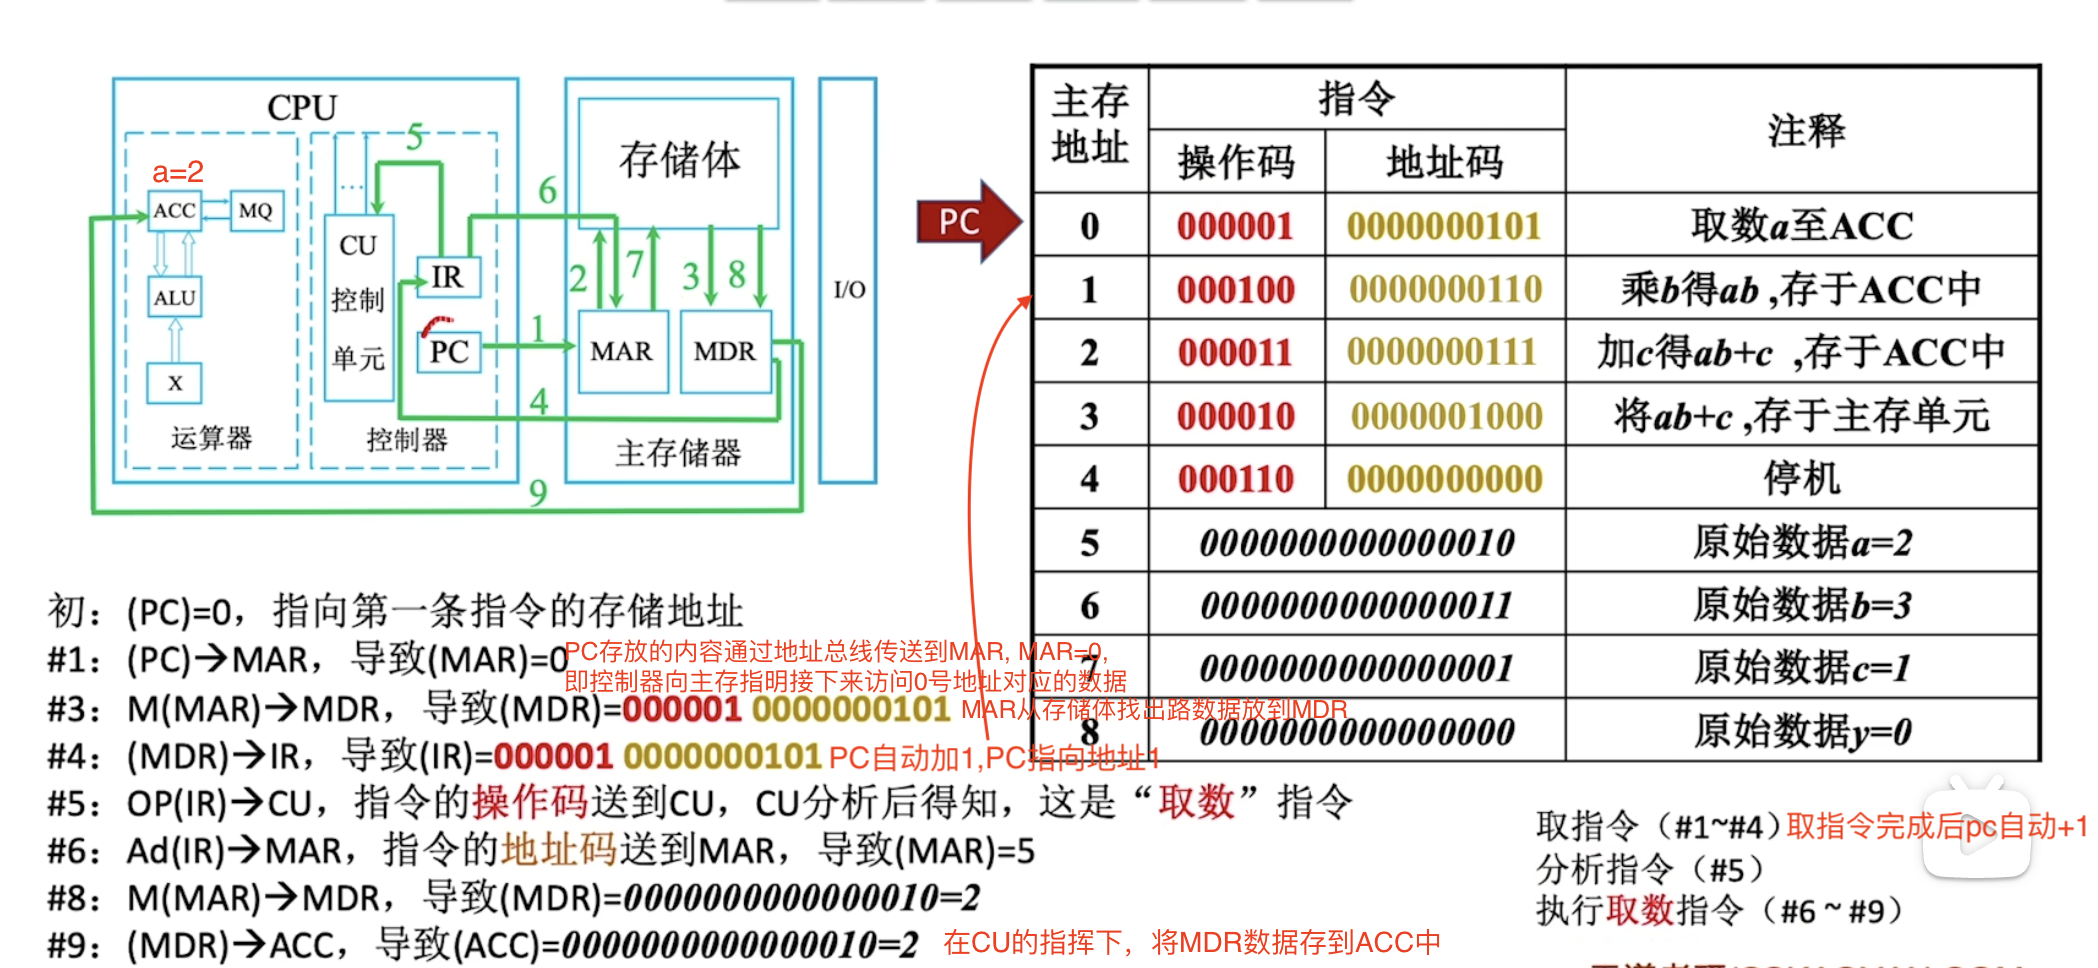 CPU
a=2
ACC
MQ
ALU
X
运算器
5
...
CU
控制
单元
IR
PC
控制器
6
1
4
9
存储体
2
7
3
8
MAR
MDR
主存储器
I/O
PC
主存地址 指令 注释
操作码 地址码
0 000001 0000000101 取数a至ACC
1 000100 0000000110 乘b得ab ,存于ACC中
2 000011 0000000111 加c得ab+c ,存于ACC中
3 000010 0000001000 将ab+c ,存于主存单元
4 000110 0000000000 停机
5 0000000000000010 原始数据a=2
6 0000000000000011 原始数据b=3
7 0000000000000001 原始数据c=1
8 0000000000000000 原始数据y=0
初：(PC)=0，指向第一条指令的存储地址
#1：(PC)→MAR，导致(MAR)=0
PC存放的内容通过地址总线传送到MAR, MAR=0,
即控制器向主存指明接下来访问0号地址对应的数据
#3：M(MAR)→MDR，导致(MDR)=000001 0000000101 MAR从存储体找出路数据放到MDR
#4：(MDR)→IR，导致(IR)=000001 0000000101 PC自动加1,PC指向地址1
#5：OP(IR)→CU，指令的操作码送到CU，CU分析后得知，这是“取数”指令
#6：Ad(IR)→MAR，指令的地址码送到MAR，导致(MAR)=5
#8：M(MAR)→MDR，导致(MDR)=0000000000000010=2
#9：(MDR)→ACC，导致(ACC)=0000000000000010=2 在CU的指挥下，将MDR数据存到ACC中
取指令（#1~#4）取指令完成后pc自动+1
分析指令（#5）
执行取数指令（#6 ~ #9）